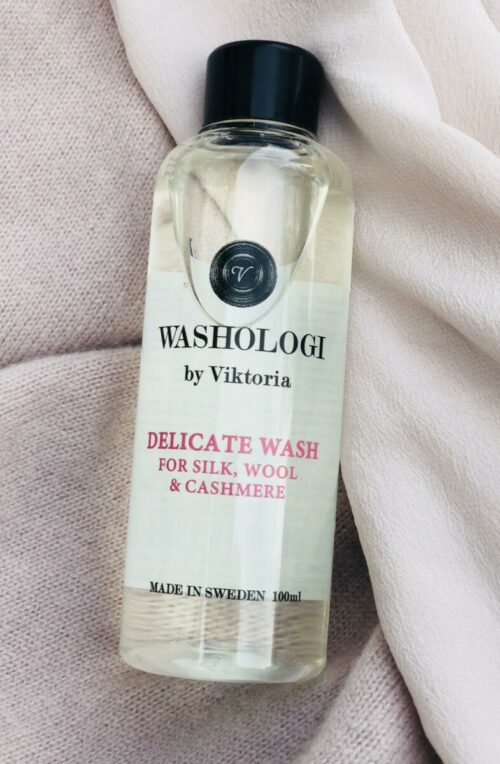 V
WASHOLOGI
by Viktoria
DELICATE WASH
FOR SILK, WOOL
& CASHMERE
MADE IN SWEDEN 100ml